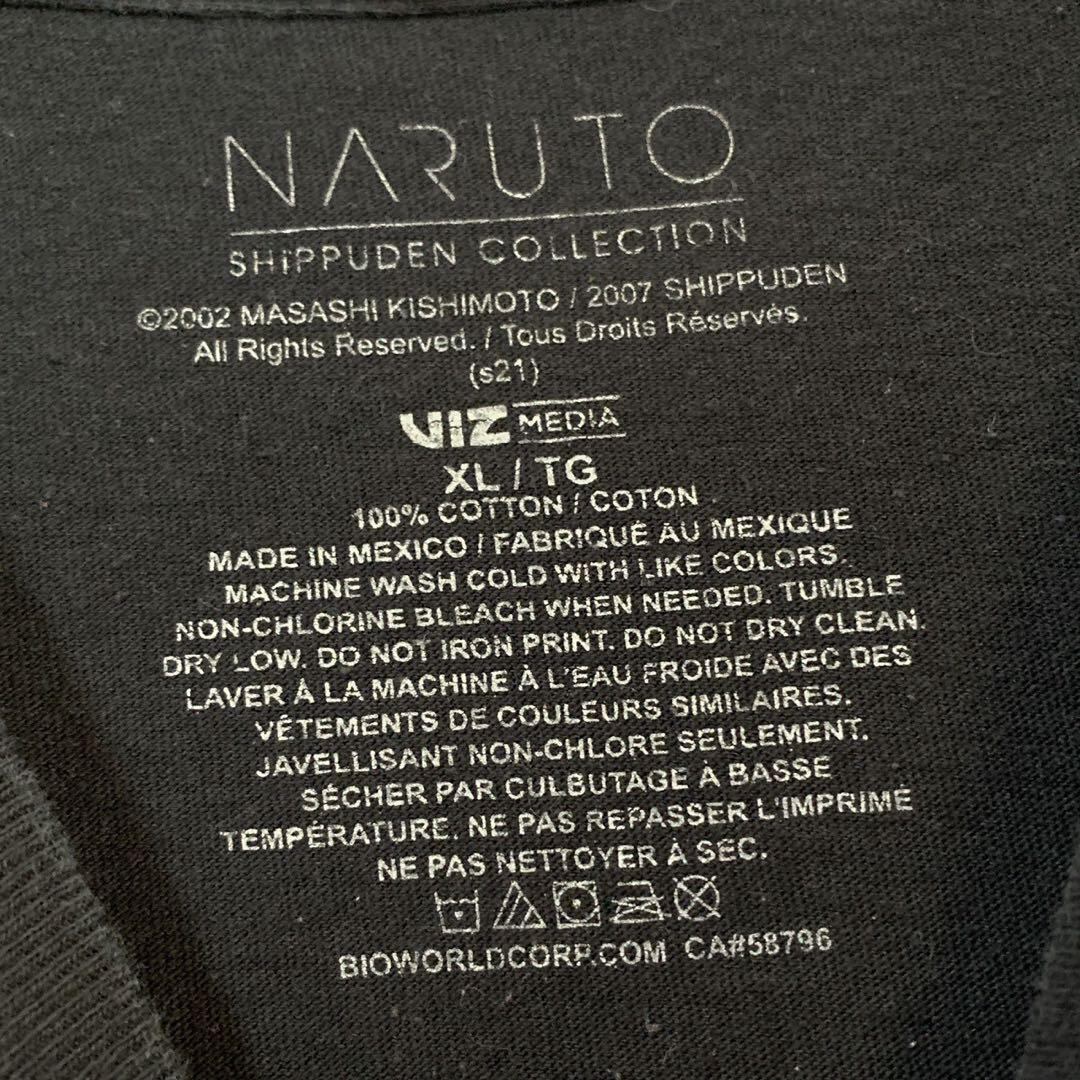 NARUTO
SHiPPUDEN COLLECTION
©2002 MASASHI KISHIMOTO / 2007 SHIPPUDEN
All Rights Reserved. / Tous Droits Réservés.
(s21)
VIZ MEDIA
XL / TG
100% COTTON / COTON
MADE IN MEXICO / FABRIQUÉ AU MEXIQUE
MACHINE WASH COLD WITH LIKE COLORS.
NON-CHLORINE BLEACH WHEN NEEDED. TUMBLE
DRY LOW. DO NOT IRON PRINT. DO NOT DRY CLEAN.
LAVER À LA MACHINE À L'EAU FROIDE AVEC DES
VÊTEMENTS DE COULEURS SIMILAIRES.
JAVELLISANT NON-CHLORE SEULEMENT.
SÉCHER PAR CULBUTAGE À BASSE
TEMPÉRATURE. NE PAS REPASSER L'IMPRIMÉ
NE PAS NETTOYER À SEC.
BIOWORLDCORP.COM CA#58796